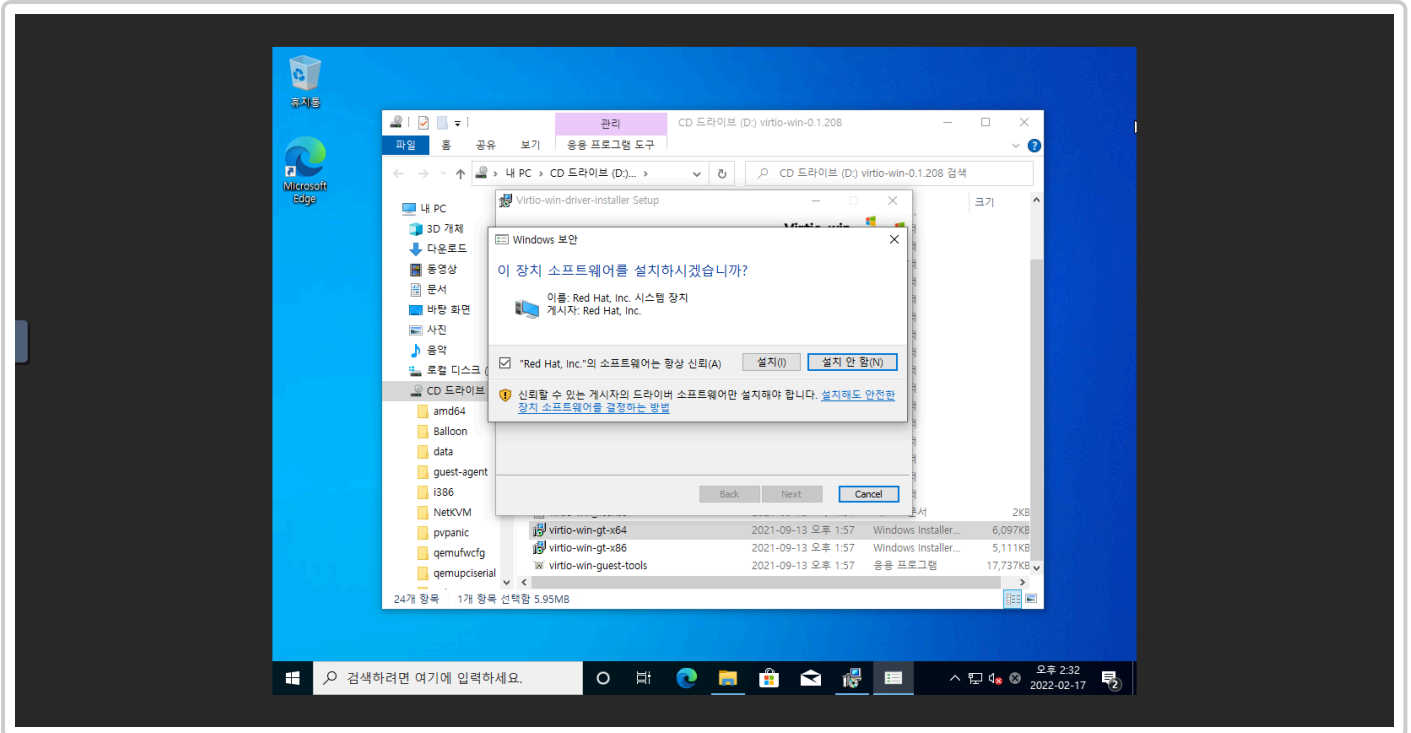 휴지통
Microsoft
Edge
관리
CD 드라이브 (D:) virtio-win-0.1.208
파일
홈
공유
보기
응용 프로그램 도구
내 PC › CD 드라이브 (D:)... ›
CD 드라이브 (D:) virtio-win-0.1.208 검색
크기
내 PC
3D 개체
다운로드
동영상
문서
바탕 화면
사진
음악
로컬 디스크 (
CD 드라이브
amd64
Balloon
data
guest-agent
i386
NetKVM
pvpanic
qemufwcfg
qemupciserial
Virtio-win-driver-installer Setup
Windows 보안
이 장치 소프트웨어를 설치하시겠습니까?
이름: Red Hat, Inc. 시스템 장치
게시자: Red Hat, Inc.
"Red Hat, Inc."의 소프트웨어는 항상 신뢰(A)
설치(I)
설치 안 함(N)
신뢰할 수 있는 게시자의 드라이버 소프트웨어만 설치해야 합니다. 설치해도 안전한
장치 소프트웨어를 결정하는 방법
Back
Next
Cancel
2KB
virtio-win-gt-x64 2021-09-13 오후 1:57 Windows Installer... 6,097KB
virtio-win-gt-x86 2021-09-13 오후 1:57 Windows Installer... 5,111KB
virtio-win-guest-tools 2021-09-13 오후 1:57 응용 프로그램 17,737KB
24개 항목
1개 항목 선택함 5.95MB
검색하려면 여기에 입력하세요.
오후 2:32
2022-02-17
2